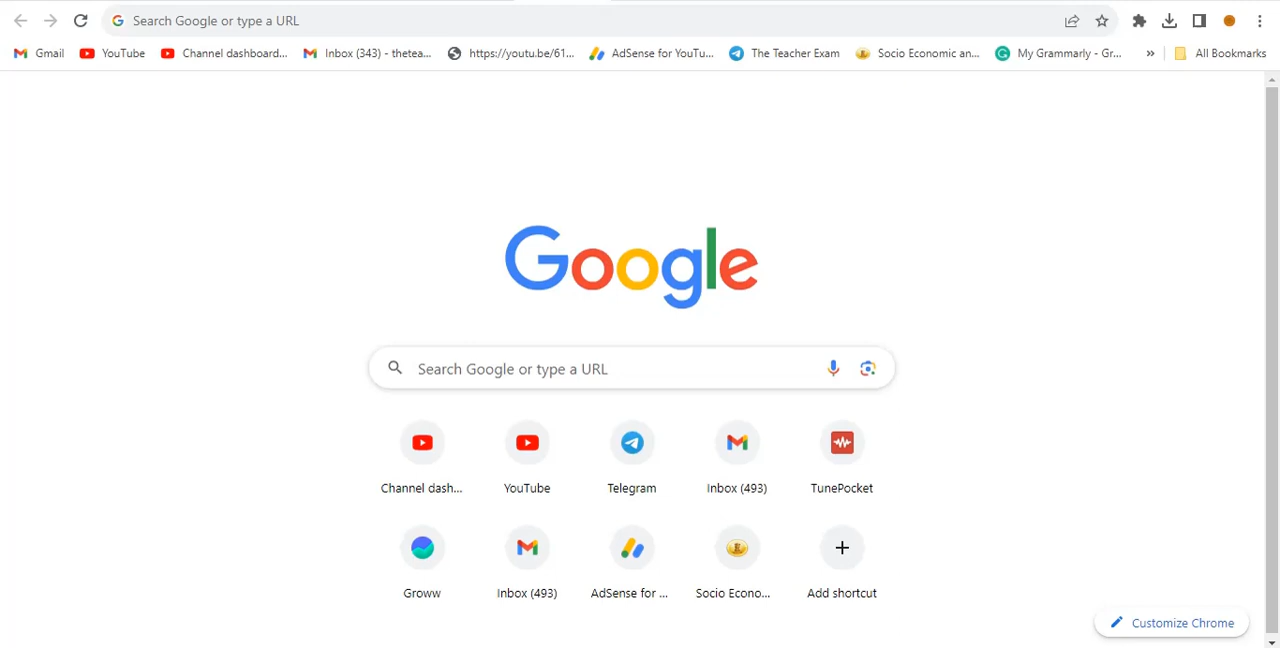 Search Google or type a URL
Gmail YouTube Channel dashboard... Inbox (343) - thetea... https://youtu.be/61... AdSense for YouTu... The Teacher Exam Socio Economic an... My Grammarly - Gr... » All Bookmarks
Google
Search Google or type a URL
Channel dash... YouTube Telegram Inbox (493) TunePocket
Groww Inbox (493) AdSense for ... Socio Econo... Add shortcut
Customize Chrome